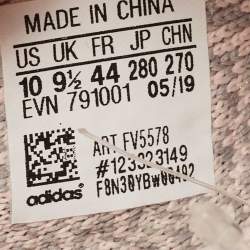 MADE IN CHINA
US UK FR JP CHN
10 9½ 44 280 270
EVN 791001 05/19
ART FV5578
#123323149
adidas